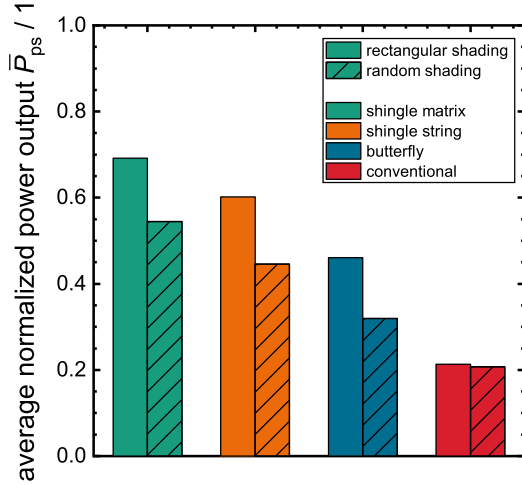 average normalized power output P̅ps / 1
1.0
0.8
0.6
0.4
0.2
0.0
rectangular shading
random shading
shingle matrix
shingle string
butterfly
conventional